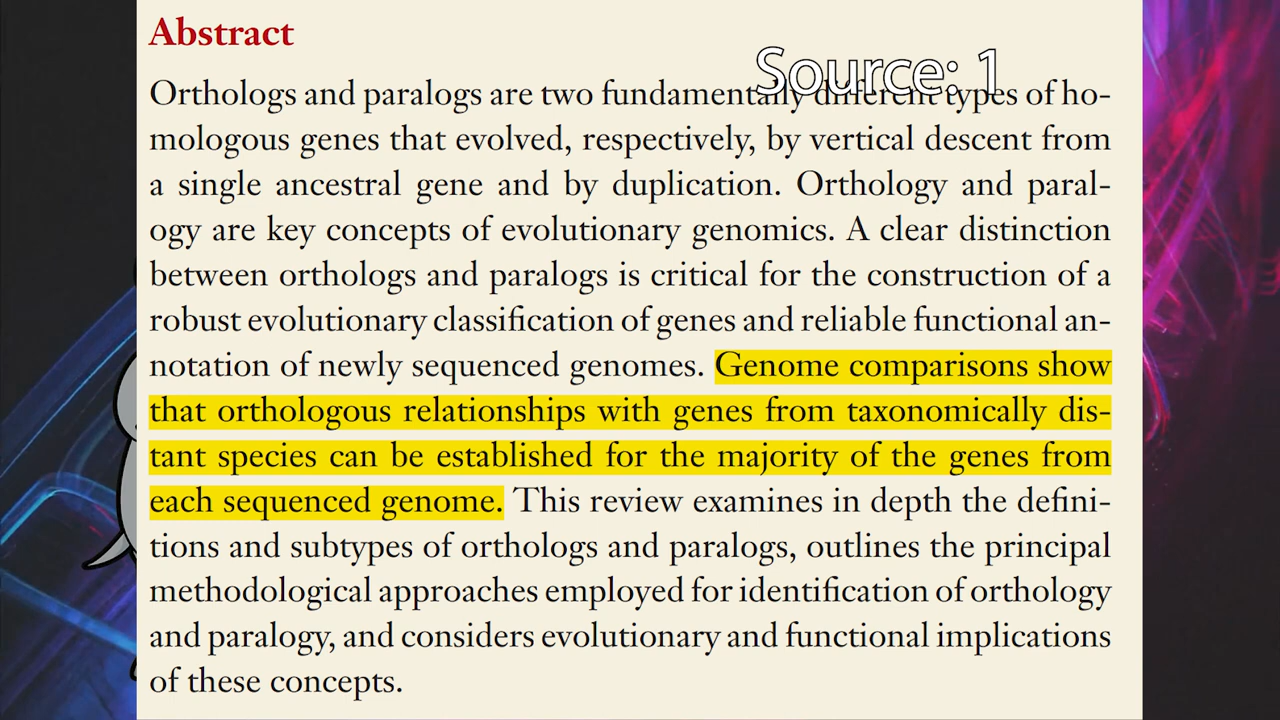 Abstract
Source: 1
Orthologs and paralogs are two fundamentally different types of ho-
mologous genes that evolved, respectively, by vertical descent from
a single ancestral gene and by duplication. Orthology and paral-
ogy are key concepts of evolutionary genomics. A clear distinction
between orthologs and paralogs is critical for the construction of a
robust evolutionary classification of genes and reliable functional an-
notation of newly sequenced genomes. Genome comparisons show
that orthologous relationships with genes from taxonomically dis-
tant species can be established for the majority of the genes from
each sequenced genome. This review examines in depth the defini-
tions and subtypes of orthologs and paralogs, outlines the principal
methodological approaches employed for identification of orthology
and paralogy, and considers evolutionary and functional implications
of these concepts.